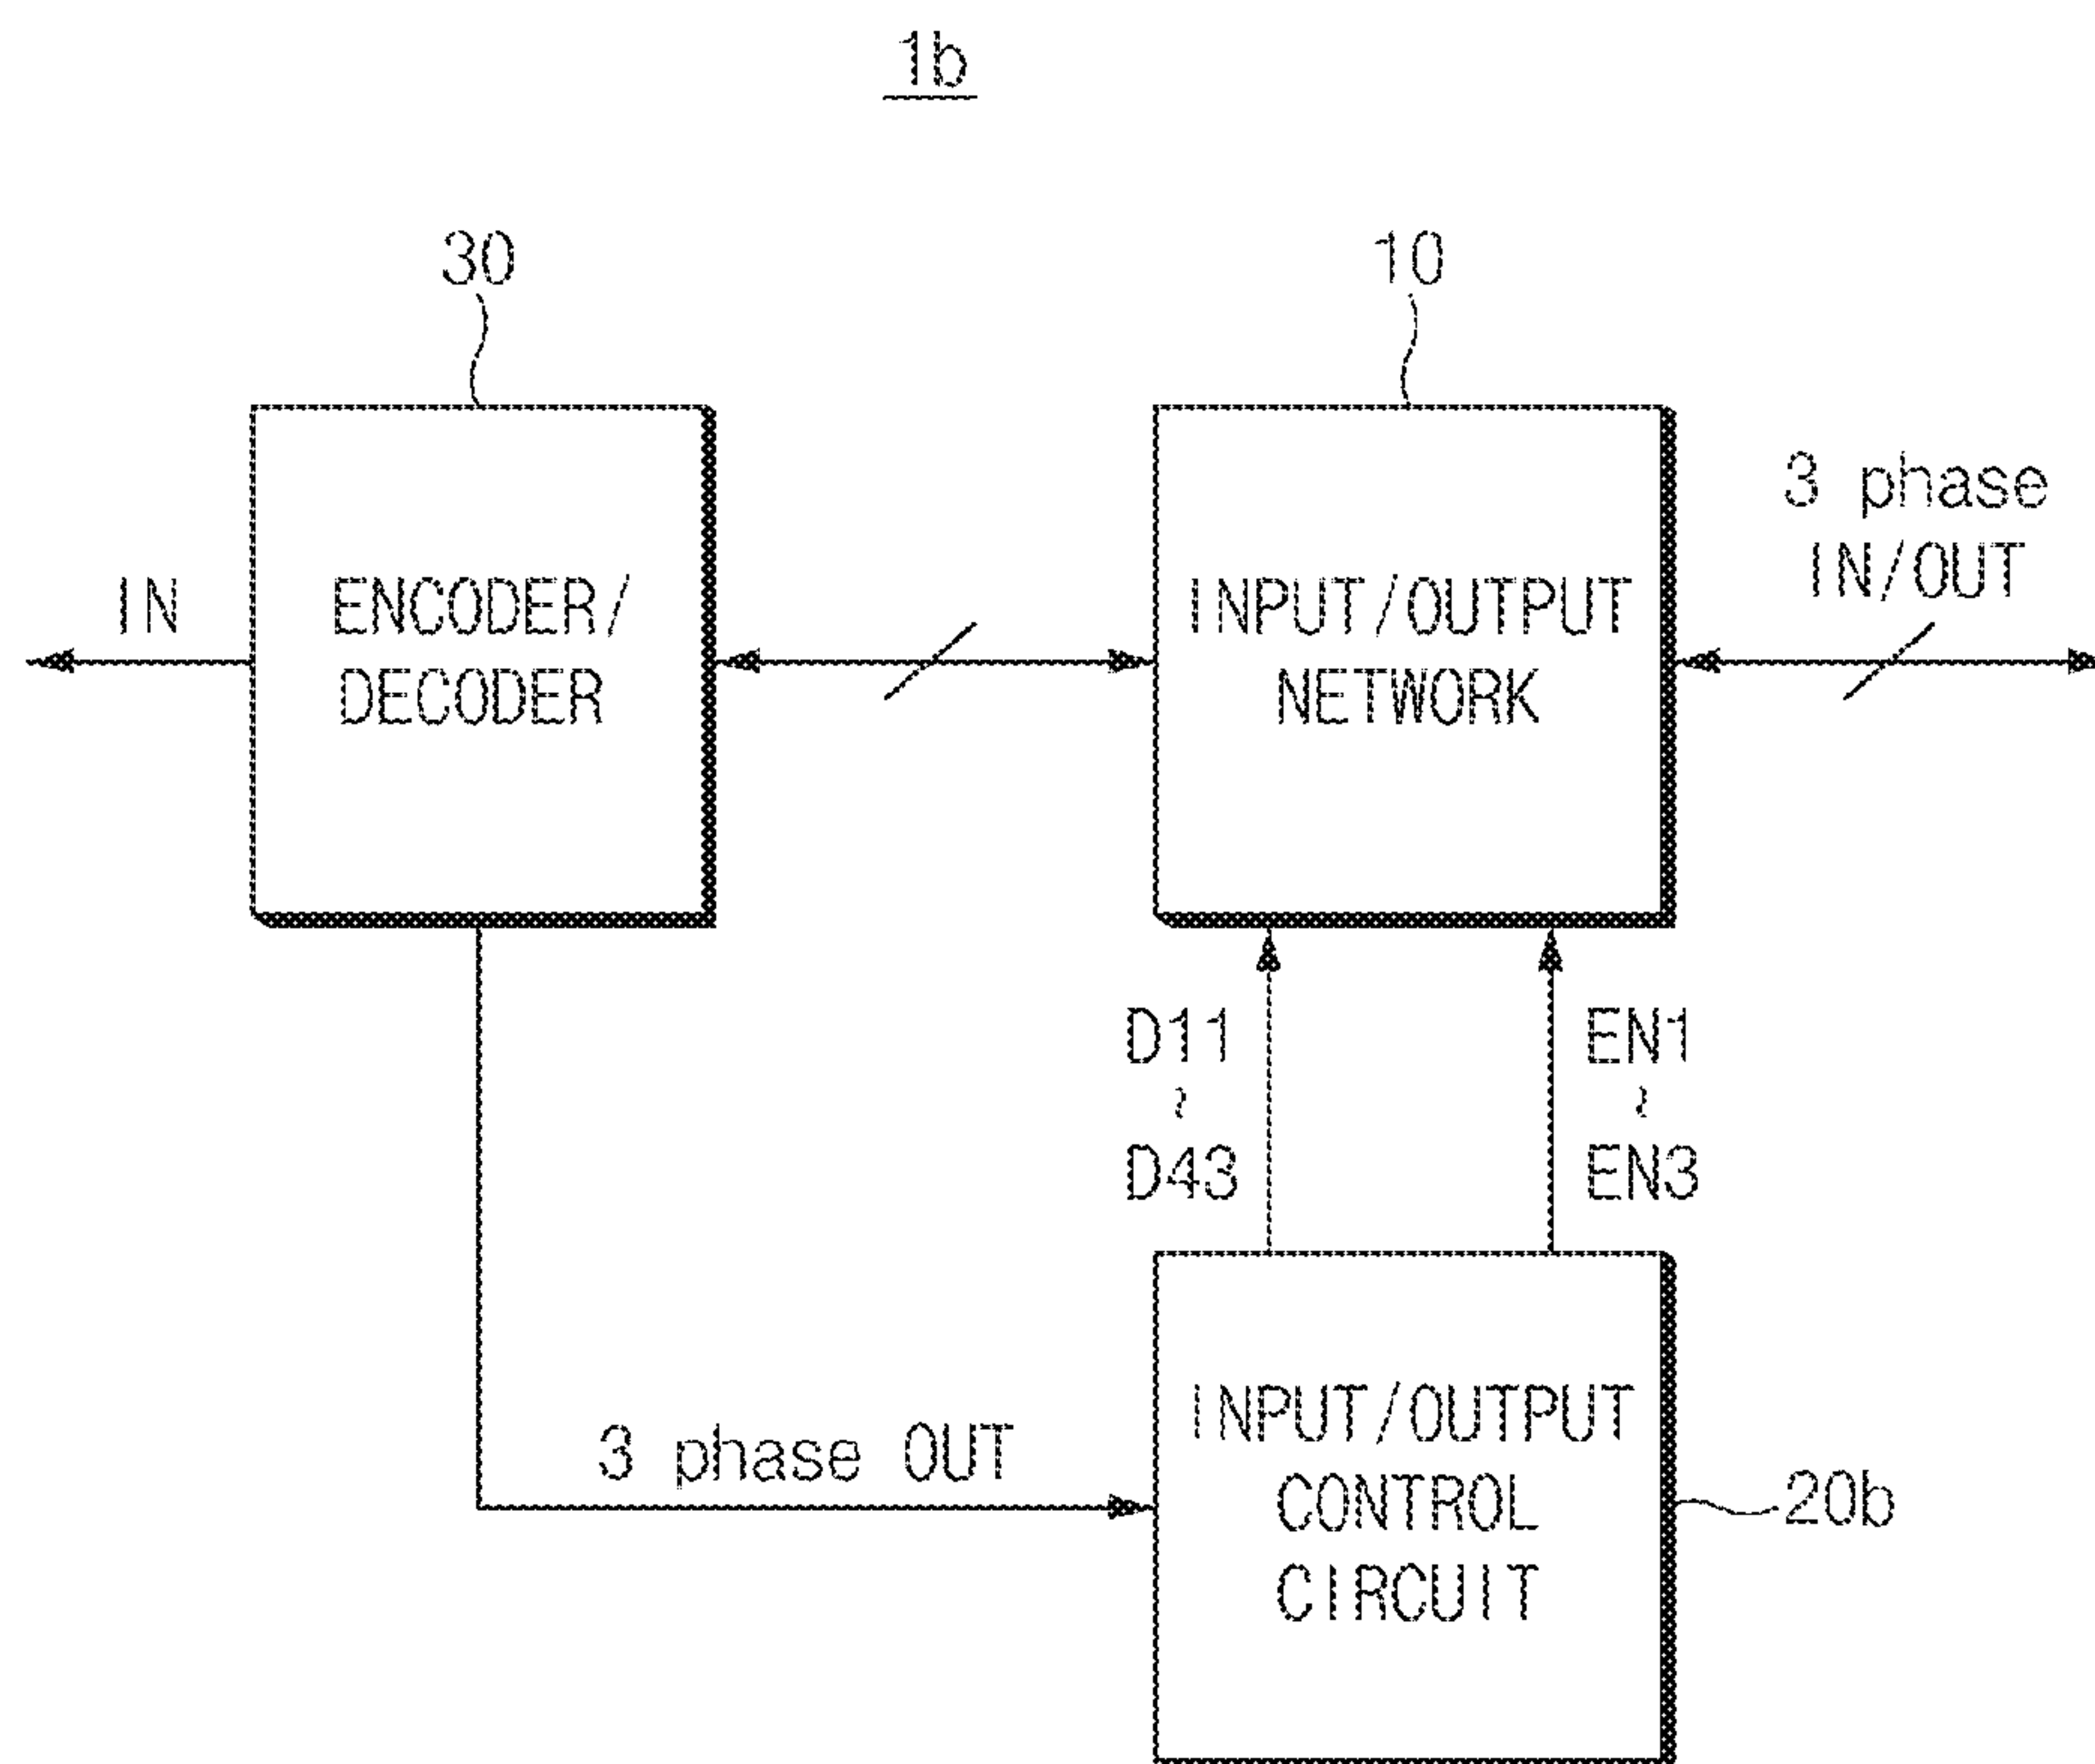 1b
30
10
3 phase
IN/OUT
IN
ENCODER/
DECODER
INPUT/OUTPUT
NETWORK
D11
~
D43
EN1
~
EN3
3 phase OUT
INPUT/OUTPUT
CONTROL
CIRCUIT
20b